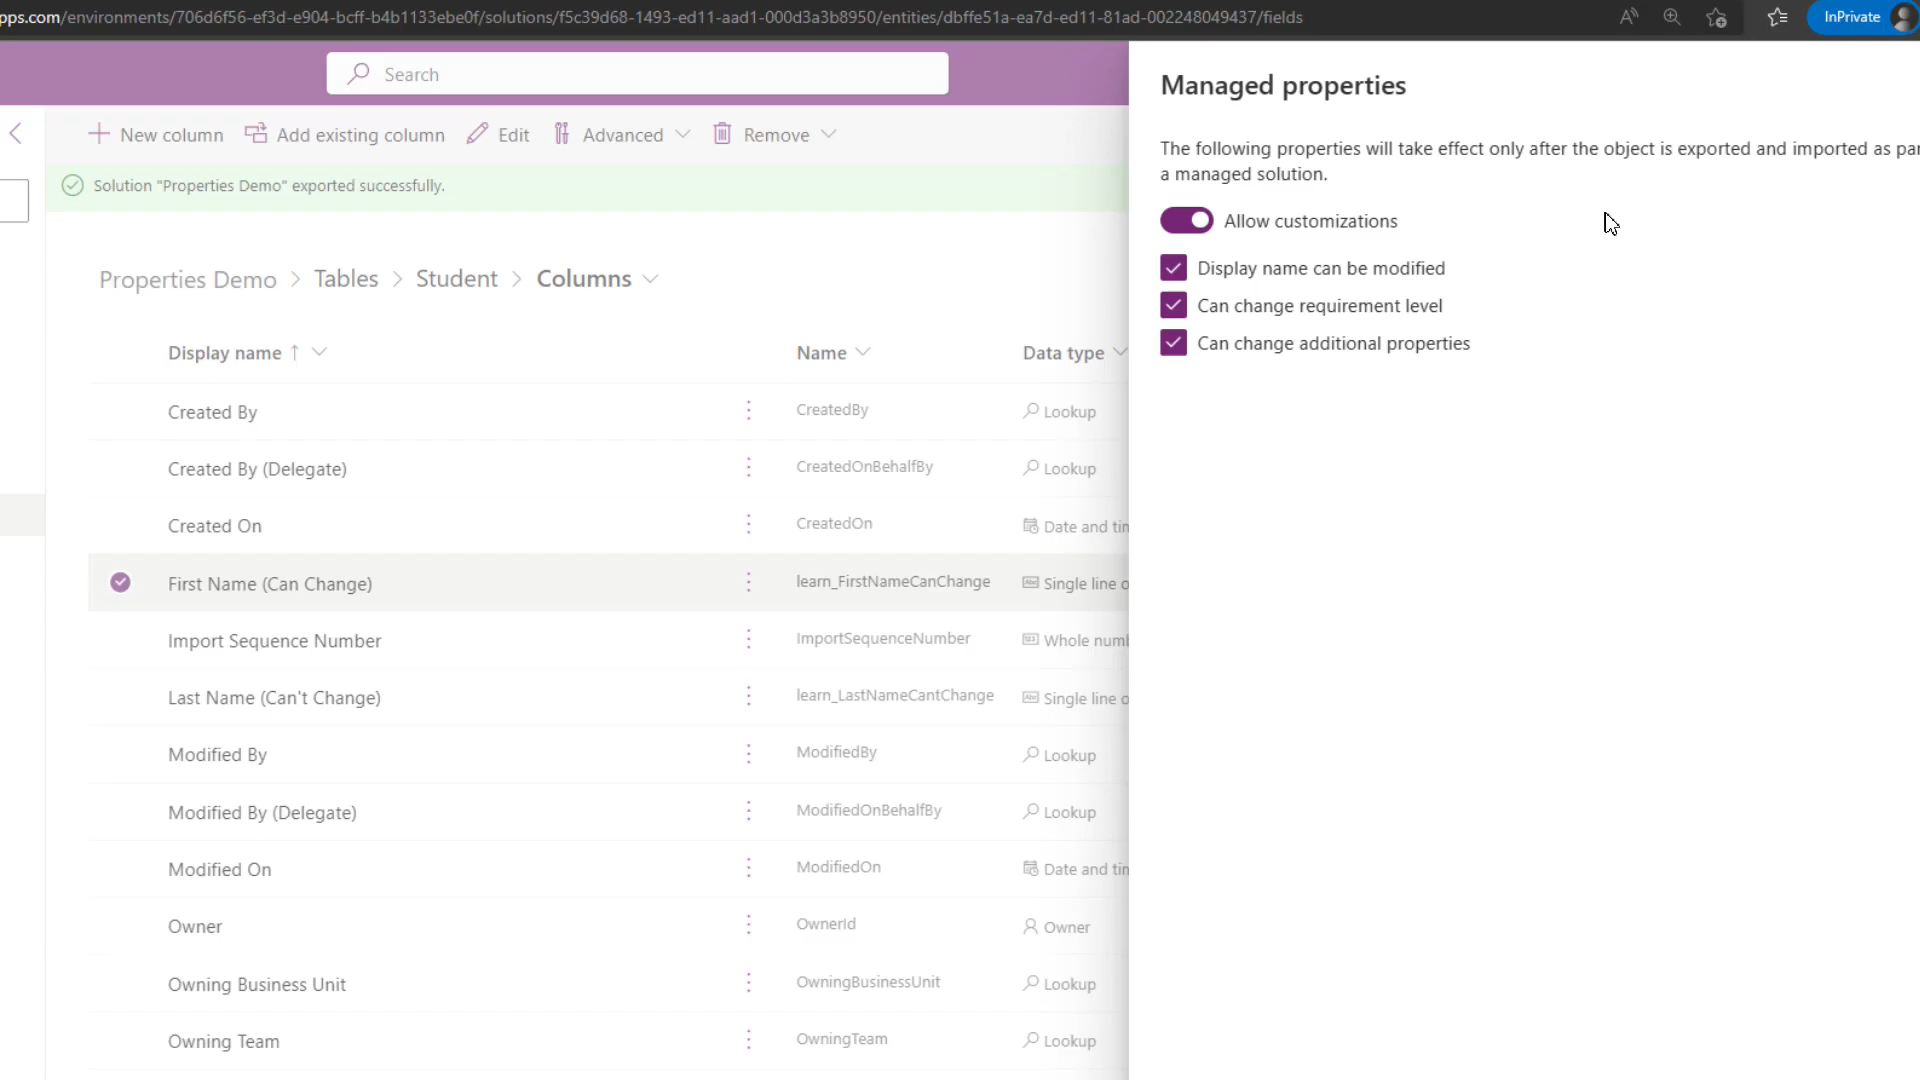 pps.com/environments/706d6f56-ef3d-e904-bcff-b4b1133ebe0f/solutions/f5c39d68-1493-ed11-aad1-000d3a3b8950/entities/dbffe51a-ea7d-ed11-81ad-002248049437/fields
InPrivate
Search
Managed properties
The following properties will take effect only after the object is exported and imported as par
a managed solution.
Allow customizations
Display name can be modified
Can change requirement level
Can change additional properties
New column
Add existing column
Edit
Advanced
Remove
Solution "Properties Demo" exported successfully.
Properties Demo > Tables > Student > Columns
Display name ↑ Name Data type
Created By CreatedBy Lookup
Created By (Delegate) CreatedOnBehalfBy Lookup
Created On CreatedOn Date and tin
First Name (Can Change) learn_FirstNameCanChange Single line o
Import Sequence Number ImportSequenceNumber Whole numb
Last Name (Can't Change) learn_LastNameCantChange Single line o
Modified By ModifiedBy Lookup
Modified By (Delegate) ModifiedOnBehalfBy Lookup
Modified On ModifiedOn Date and tin
Owner OwnerId Owner
Owning Business Unit OwningBusinessUnit Lookup
Owning Team OwningTeam Lookup